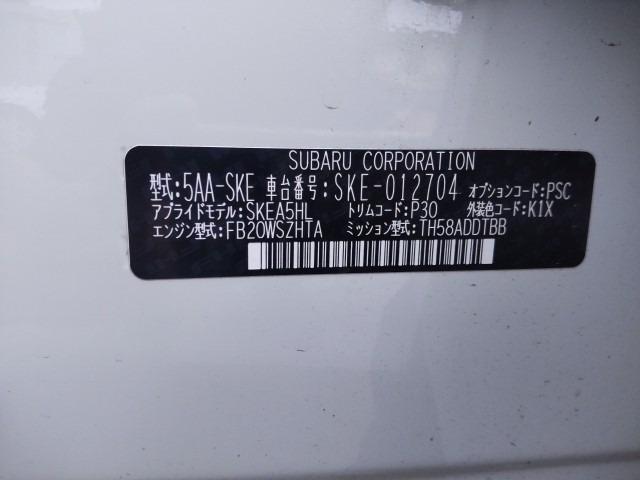 SUBARU CORPORATION
型式:5AA-SKE 車台番号:SKE-012704 オプションコード:PSC
アプライドモデル:SKEA5HL トリムコード:P30 外装色コード:K1X
エンジン型式:FB20WSZHTA ミッション型式:TH58ADDTBB